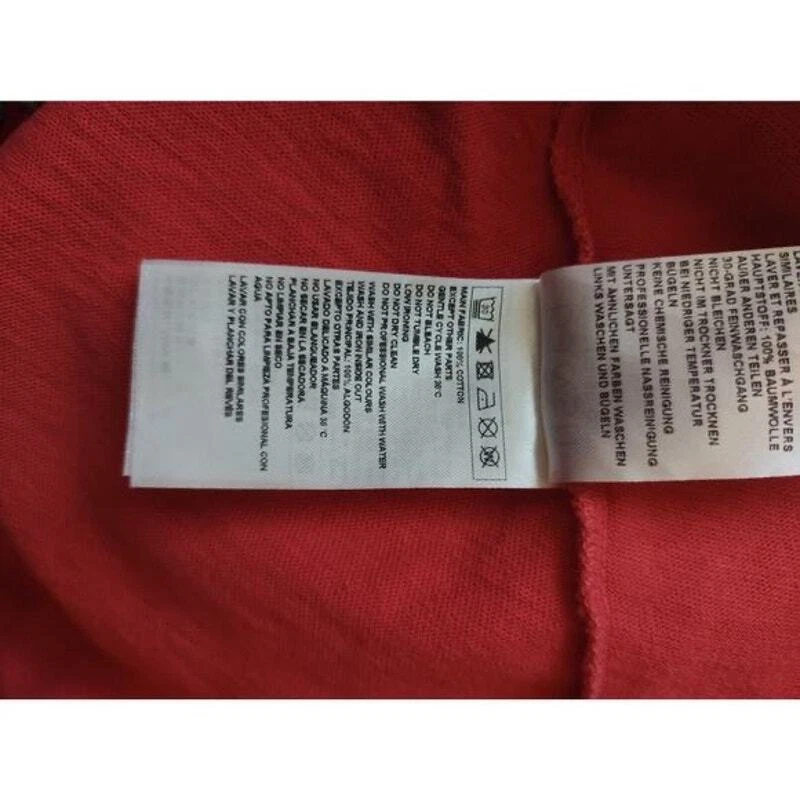 30
MAIN FABRIC: 100% COTTON
EXCEPT OTHER PARTS
GENTLE CYCLE WASH 30°C
DO NOT BLEACH
DO NOT TUMBLE DRY
LOW IRONING
DO NOT DRY CLEAN
DO NOT PROFESSIONAL WASH WITH WATER
WASH WITH SIMILAR COLOURS
WASH AND IRON INSIDE OUT
TEJIDO PRINCIPAL: 100% ALGODÓN
EXCEPTO OTRAS PARTES
LAVADO DELICADO A MÁQUINA 30°C
NO USAR BLANQUEADOR
NO SECAR EN LA SECADORA
PLANCHAR A BAJA TEMPERATURA
NO LIMPIAR EN SECO
NO APTO PARA LIMPIEZA PROFESIONAL CON
AGUA
LAVAR CON COLORES SIMILARES
LAVAR Y PLANCHAR DEL REVÉS
SIMILAIRES
LAVER ET REPASSER À L'ENVERS
HAUPTSTOFF: 100% BAUMWOLLE
AUßER ANDEREN TEILEN
30-GRAD FEINWASCHGANG
NICHT BLEICHEN
NICHT IM TROCKNER TROCKNEN
BEI NIEDRIGER TEMPERATUR
BÜGELN
KEINE CHEMISCHE REINIGUNG
PROFESSIONELLE NASSREINIGUNG
UNTERSAGT
MIT ÄHNLICHEN FARBEN WASCHEN
LINKS WASCHEN UND BÜGELN